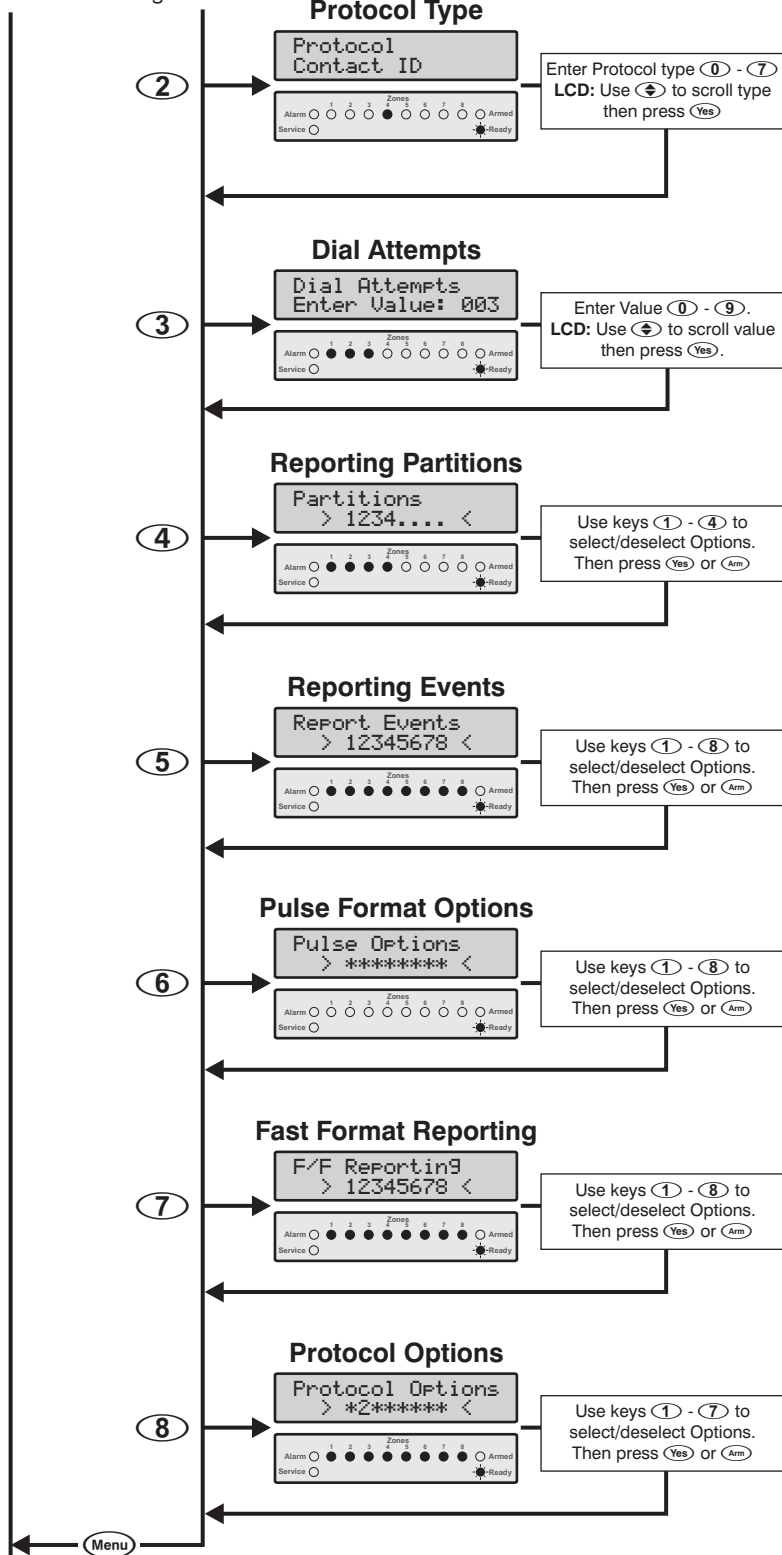 Protocol Type
2
Protocol
Contact ID
Zones
1 2 3 4 5 6 7 8
Alarm Armed
Service Ready
Enter Protocol type 0 - 7
LCD: Use to scroll type
then press Yes
Dial Attempts
3
Dial Attempts
Enter Value: 003
Zones
1 2 3 4 5 6 7 8
Alarm Armed
Service Ready
Enter Value 0 - 9.
LCD: Use to scroll value
then press Yes.
Reporting Partitions
4
Partitions
> 1234.... <
Zones
1 2 3 4 5 6 7 8
Alarm Armed
Service Ready
Use keys 1 - 4 to
select/deselect Options.
Then press Yes or Arm
Reporting Events
5
Report Events
> 12345678 <
Zones
1 2 3 4 5 6 7 8
Alarm Armed
Service Ready
Use keys 1 - 8 to
select/deselect Options.
Then press Yes or Arm
Pulse Format Options
6
Pulse Options
> ******** <
Zones
1 2 3 4 5 6 7 8
Alarm Armed
Service Ready
Use keys 1 - 8 to
select/deselect Options.
Then press Yes or Arm
Fast Format Reporting
7
F/F Reporting
> 12345678 <
Zones
1 2 3 4 5 6 7 8
Alarm Armed
Service Ready
Use keys 1 - 8 to
select/deselect Options.
Then press Yes or Arm
Protocol Options
8
Protocol Options
> *2****** <
Zones
1 2 3 4 5 6 7 8
Alarm Armed
Service Ready
Use keys 1 - 7 to
select/deselect Options.
Then press Yes or Arm
Menu